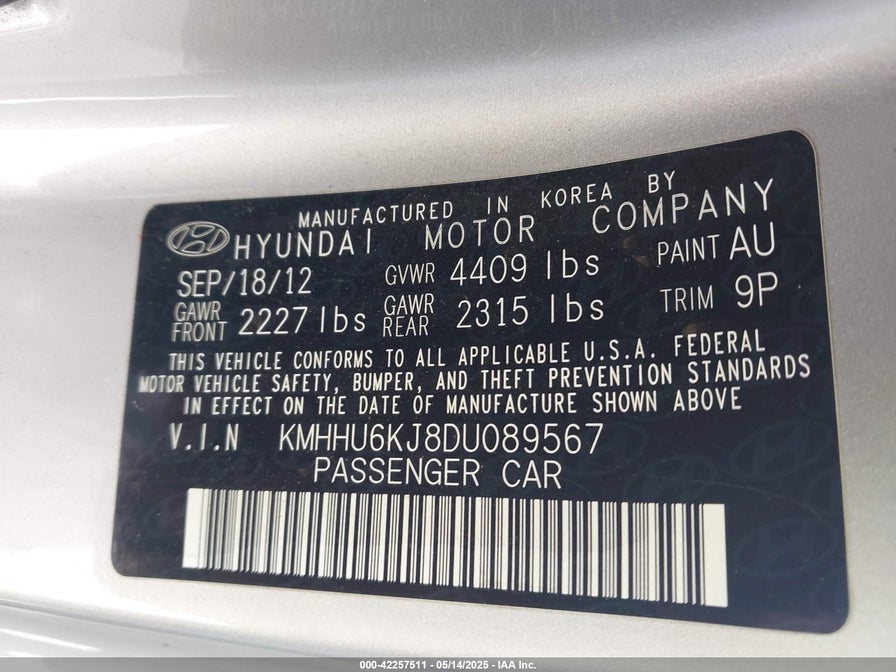 MANUFACTURED IN KOREA BY
HYUNDAI MOTOR COMPANY
SEP/18/12 GVWR 4409 lbs PAINT AU
GAWR FRONT 2227 lbs GAWR REAR 2315 lbs TRIM 9P
THIS VEHICLE CONFORMS TO ALL APPLICABLE U.S.A. FEDERAL
MOTOR VEHICLE SAFETY, BUMPER, AND THEFT PREVENTION STANDARDS
IN EFFECT ON THE DATE OF MANUFACTURE SHOWN ABOVE
V.I.N KMHHU6KJ8DU089567
PASSENGER CAR
000-42257511 - 05/14/2025 - IAA Inc.